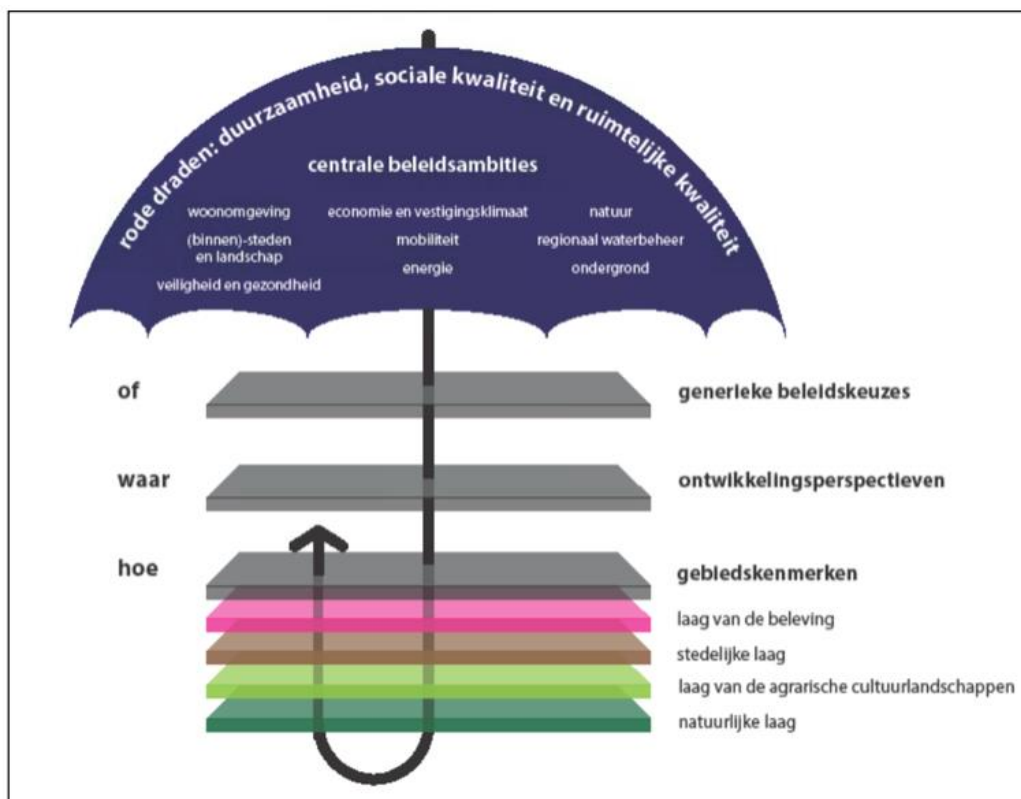 rode draden: duurzaamheid, sociale kwaliteit en ruimtelijke kwaliteit
centrale beleidsambities
woonomgeving
(binnen)-steden
en landschap
veiligheid en gezondheid
economie en vestigingsklimaat
mobiliteit
energie
natuur
regionaal waterbeheer
ondergrond
of
generieke beleidskeuzes
waar
ontwikkelingsperspectieven
hoe
gebiedskenmerken
laag van de beleving
stedelijke laag
laag van de agrarische cultuurlandschappen
natuurlijke laag